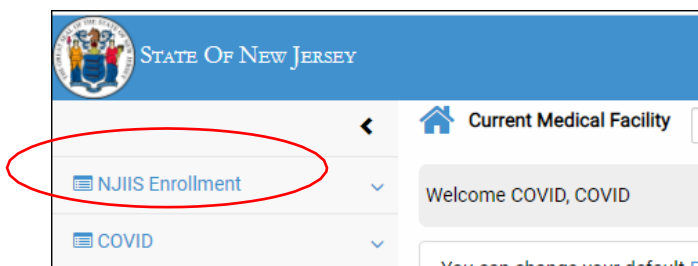 STATE OF NEW JERSEY
Current Medical Facility
NJIIS Enrollment
Welcome COVID, COVID
COVID
You can change your default